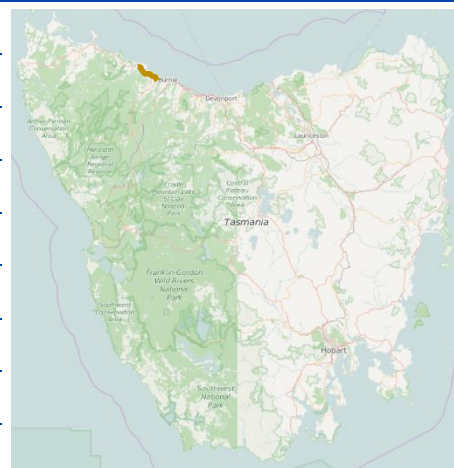 Burnie
Devonport
Arthur-Pieman
Conservation
Area
Launceston
Meredith
Range
Regional
Reserve
Cradle
Mountain-Lake
St Clair
National
Park
Central
Plateau
Conservation
Area
Tasmania
Franklin-Gordon
Wild Rivers
National
Park
Southwest
Conservation
Area
Hobart
Southwest
National
Park